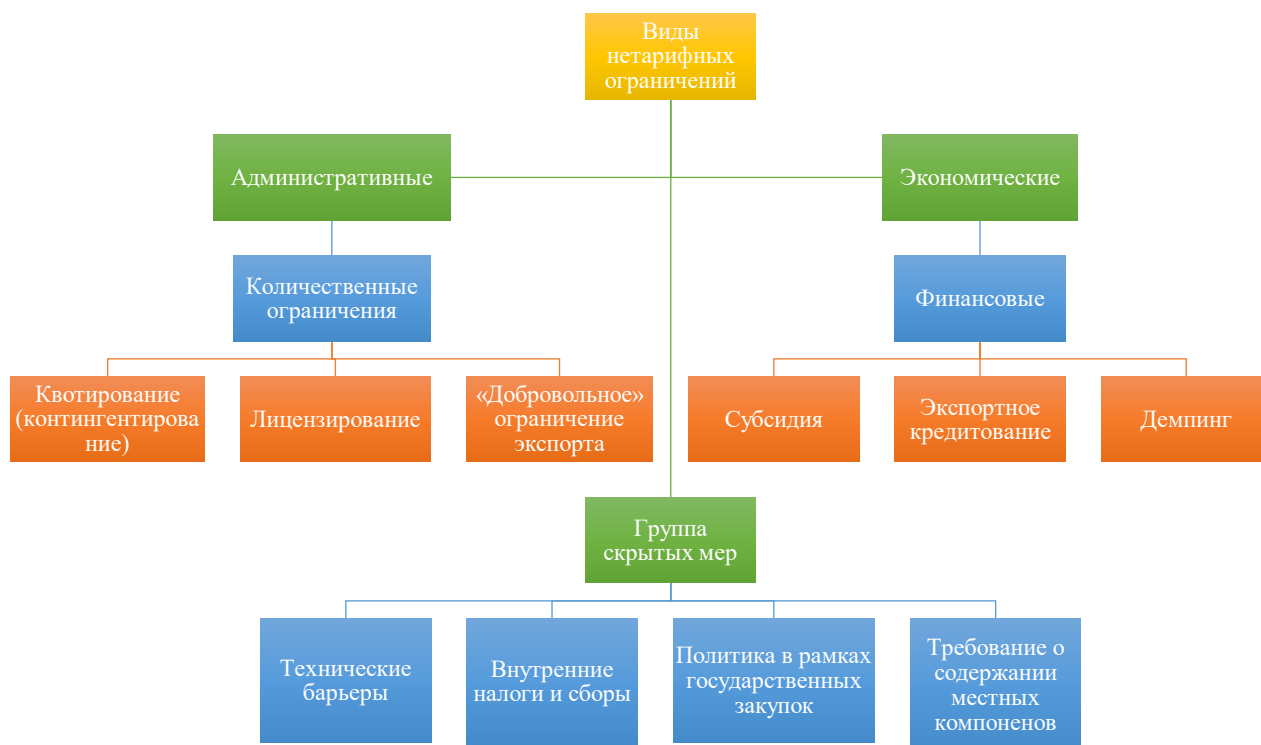 Виды
нетарифных
ограничений
Административные
Экономические
Количественные
ограничения
Финансовые
Квотирование
(контингентирова
ние)
Лицензирование
«Добровольное»
ограничение
экспорта
Субсидия
Экспортное
кредитование
Демпинг
Группа
скрытых мер
Технические
барьеры
Внутренние
налоги и сборы
Политика в рамках
государственных
закупок
Требование о
содержании
местных
компоненов